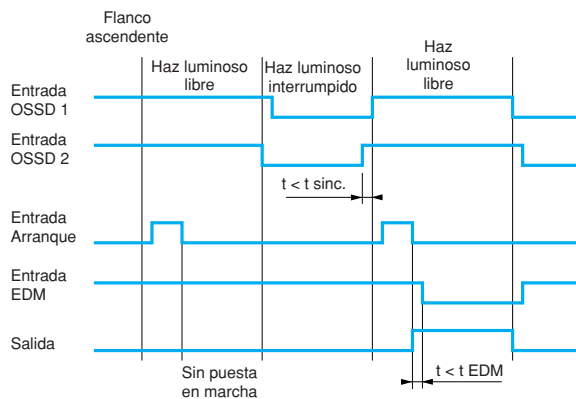 Flanco
ascendente
Haz luminoso
libre
Haz luminoso
interrumpido
Haz
luminoso
libre
Entrada
OSSD 1
Entrada
OSSD 2
t < t sinc.
Entrada
Arranque
Entrada
EDM
Salida
Sin puesta
en marcha
t < t EDM